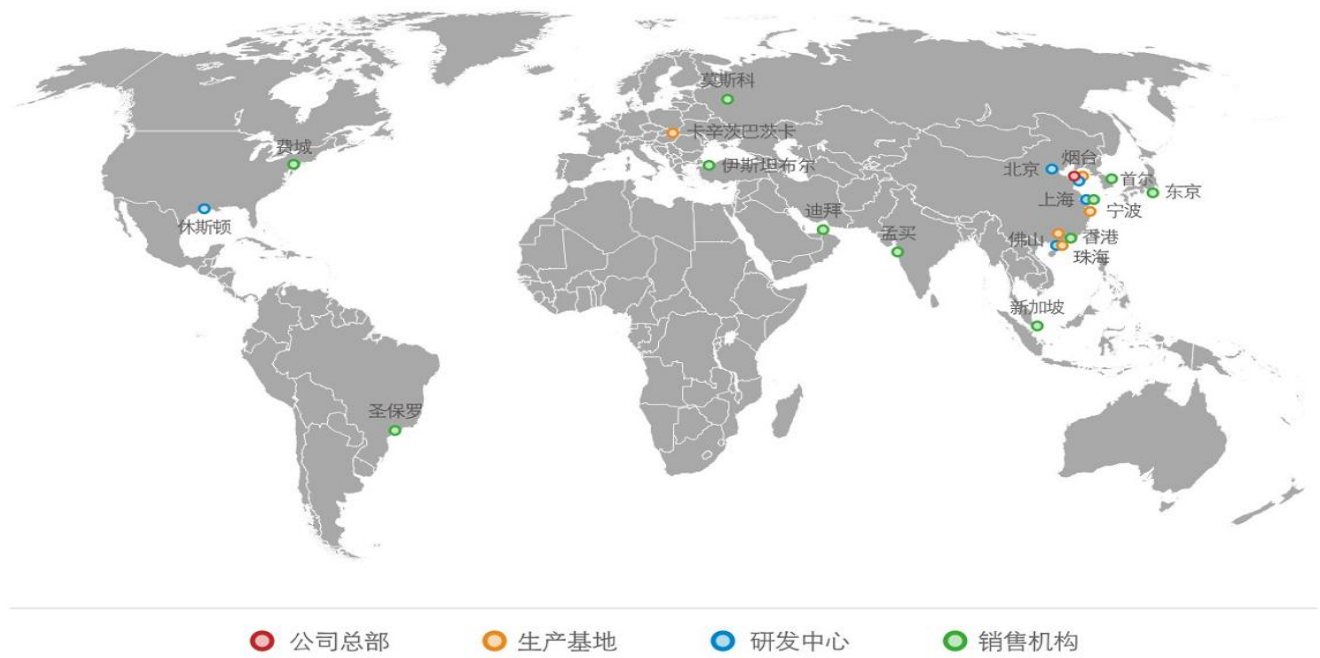 莫斯科
卡辛茨巴茨卡
费城
伊斯坦布尔
北京
烟台
首尔
东京
上海
宁波
休斯顿
迪拜
孟买
佛山
香港
珠海
新加坡
圣保罗
公司总部
生产基地
研发中心
销售机构